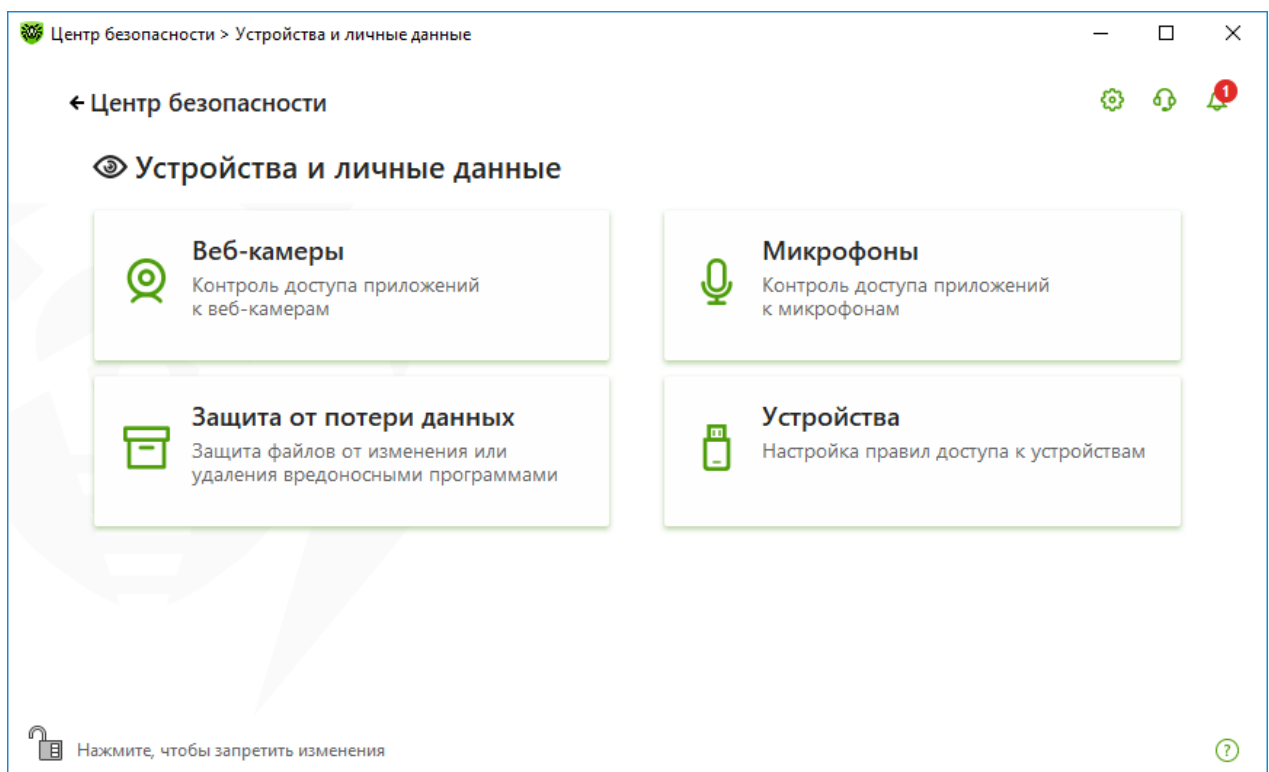 Центр безопасности > Устройства и личные данные
Центр безопасности
1
Устройства и личные данные
Веб-камеры
Контроль доступа приложений
к веб-камерам
Микрофоны
Контроль доступа приложений
к микрофонам
Защита от потери данных
Защита файлов от изменения или
удаления вредоносными программами
Устройства
Настройка правил доступа к устройствам
Нажмите, чтобы запретить изменения
?